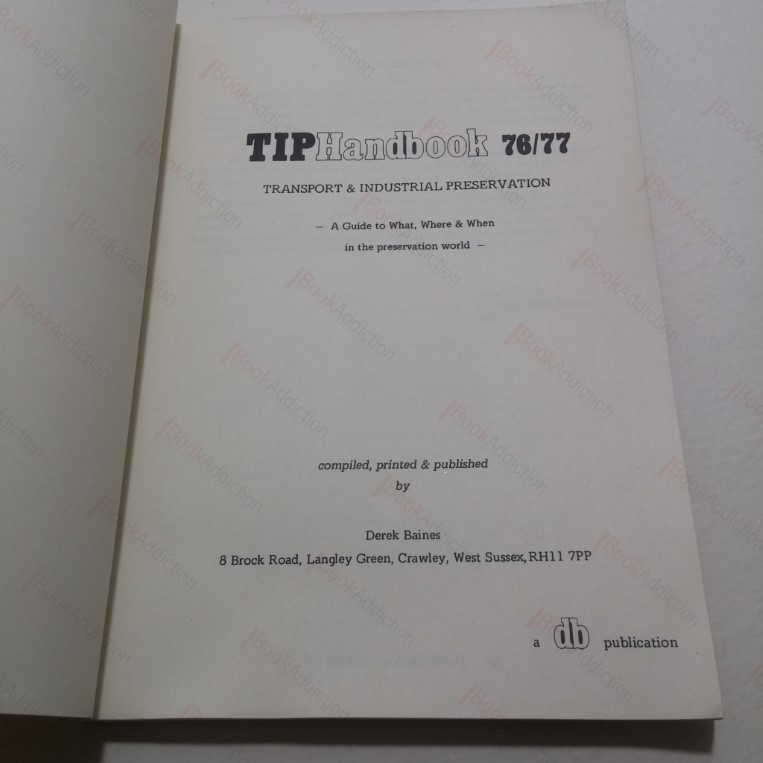 TIPHandbook 76/77
TRANSPORT & INDUSTRIAL PRESERVATION
— A Guide to What, Where & When
in the preservation world —
compiled, printed & published
by
Derek Baines
8 Brock Road, Langley Green, Crawley, West Sussex, RH11 7PP
a db publication
BookAddiction